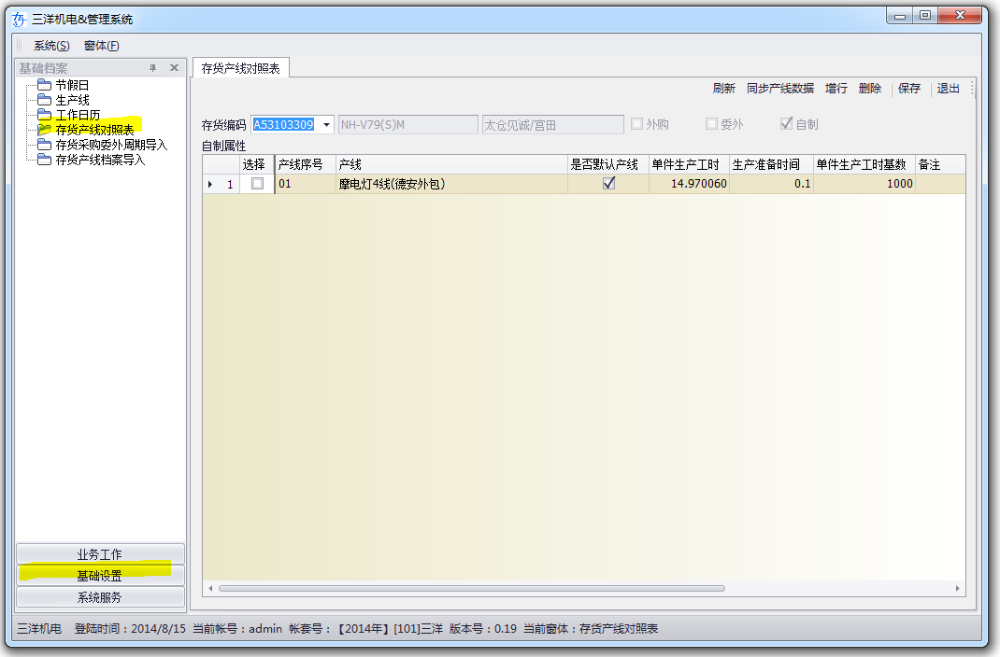 三洋机电&管理系统
系统(S) 窗体(F)
基础档案
节假日
生产线
工作日历
存货产线对照表
存货采购委外周期导入
存货产线档案导入
业务工作
基础设置
系统服务
存货产线对照表
刷新 同步产线数据 增行 删除 保存 退出
存货编码 A53103309 NH-V79(S)M 太仓见诚/宫田 外购 委外 自制
自制属性
选择 产线序号 产线 是否默认产线 单件生产工时 生产准备时间 单件生产工时基数 备注
1 01 摩电灯4线(德安外包) 14.970060 0.1 1000
三洋机电 登陆时间：2014/8/15 当前帐号：admin 帐套号：【2014年】[101]三洋 版本号：0.19 当前窗体：存货产线对照表